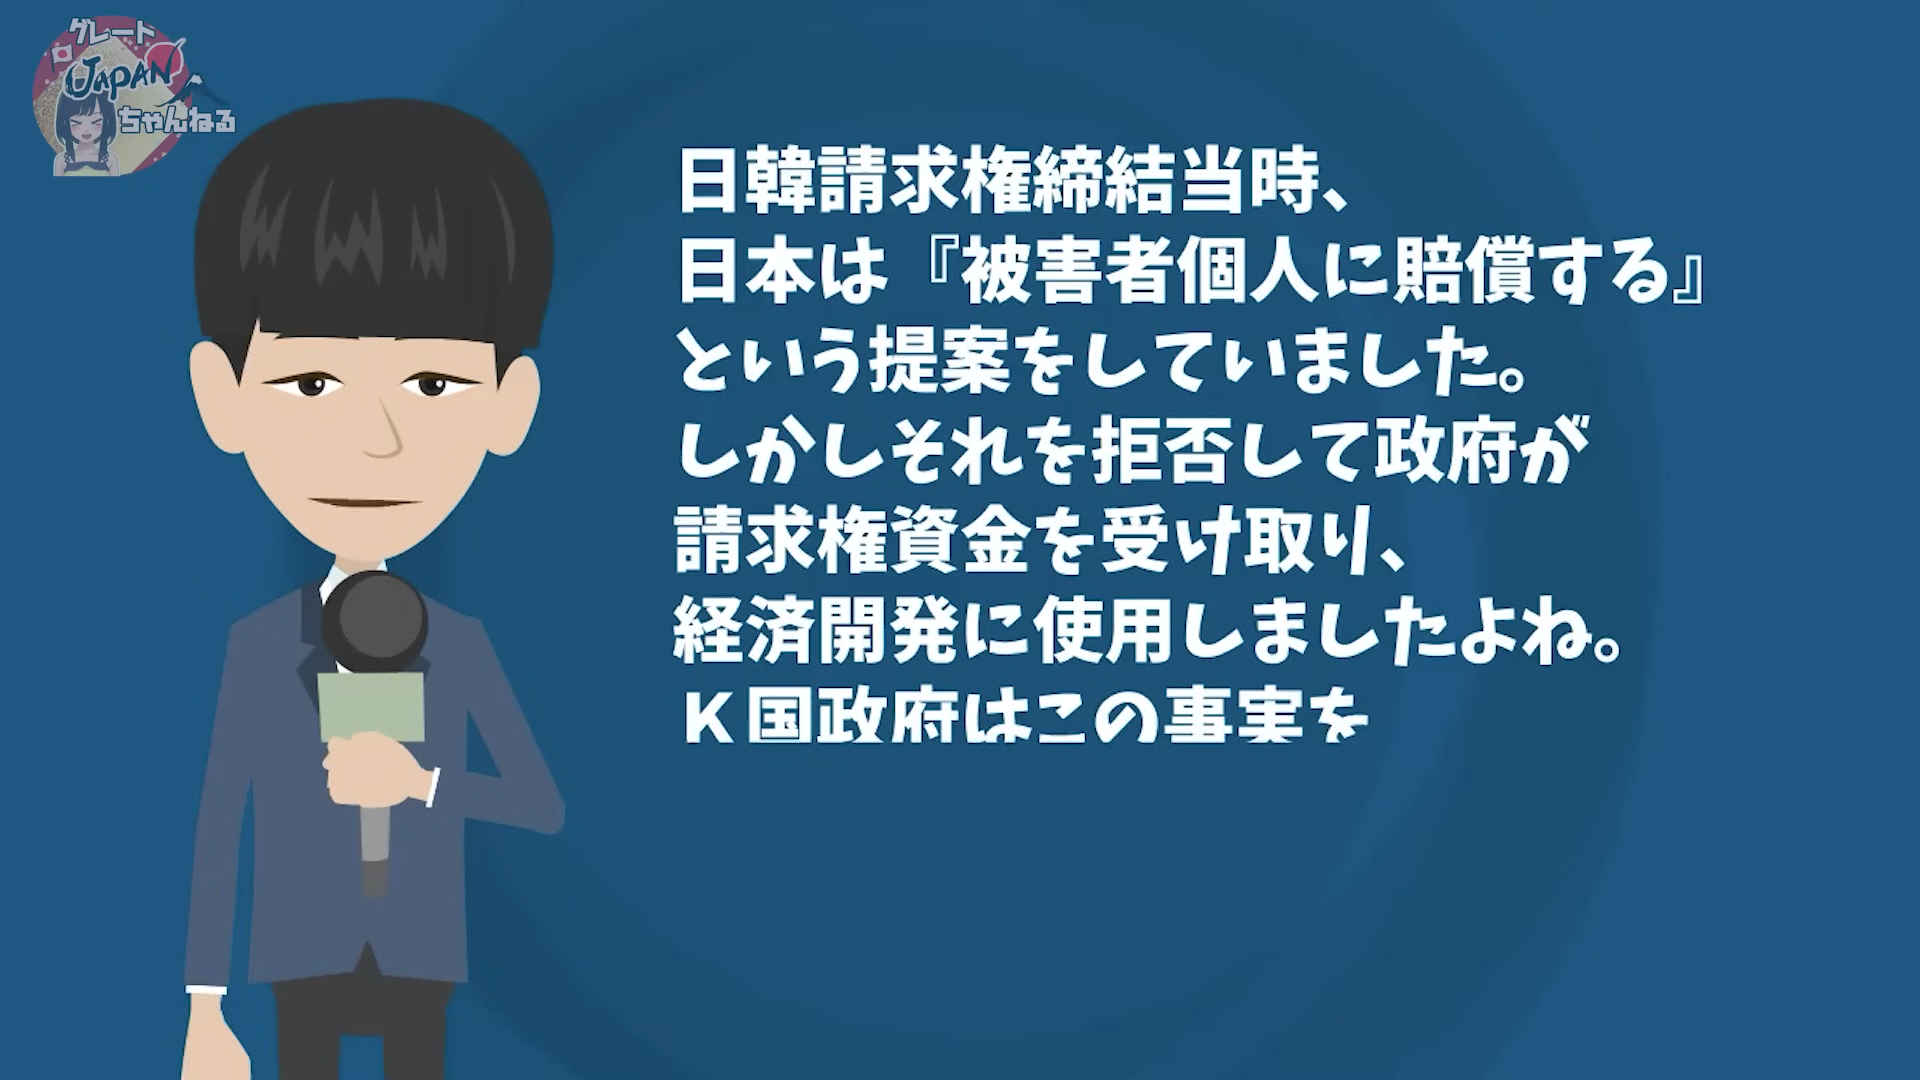 グレート
JAPAN
ちゃんねる
日韓請求権締結当時、
日本は『被害者個人に賠償する』
という提案をしていました。
しかしそれを拒否して政府が
請求権資金を受け取り、
経済開発に使用しましたよね。
K国政府はこの事実を